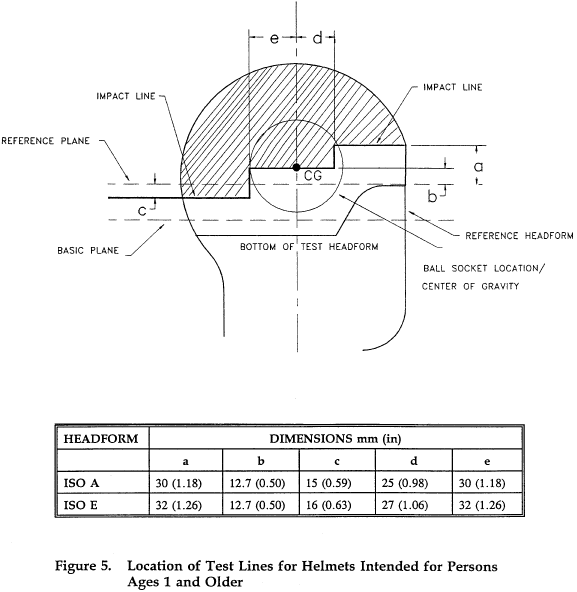 e d
IMPACT LINE
IMPACT LINE
REFERENCE PLANE
a
CG
b
c
REFERENCE HEADFORM
BASIC PLANE
BOTTOM OF TEST HEADFORM
BALL SOCKET LOCATION/
CENTER OF GRAVITY
HEADFORM DIMENSIONS mm (in)
a b c d e
ISO A 30 (1.18) 12.7 (0.50) 15 (0.59) 25 (0.98) 30 (1.18)
ISO E 32 (1.26) 12.7 (0.50) 16 (0.63) 27 (1.06) 32 (1.26)
Figure 5. Location of Test Lines for Helmets Intended for Persons
Ages 1 and Older